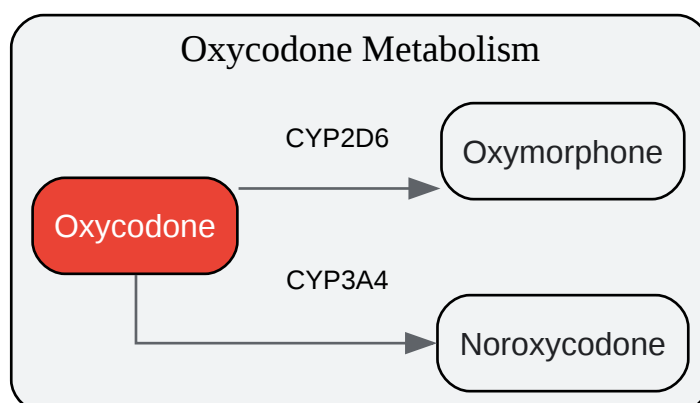 Oxycodone Metabolism
CYP2D6
Oxymorphone
Oxycodone
CYP3A4
Noroxycodone